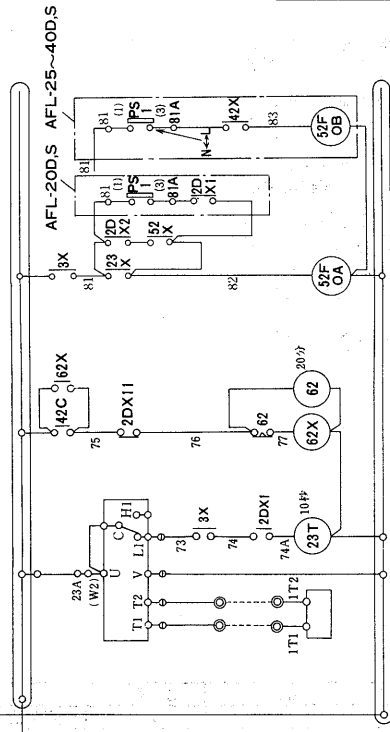 AFL-25~40D,S
AFL-20D,S
3X
81
23
X
2D
X2
52
X
81
(1)
PS
1
(3)
81A
2D
X1
82
52F
OA
81
81
(1)
PS
1
(3)
81A
N↔L
42X
83
52F
OB
42C
62X
75
2DX11
76
62
77
62X
62
20分
23A
(W2)
U
C
H1
L1
V
T2
T1
73
3X
74
2DX1
74A
10秒
23T
1T2
1T1